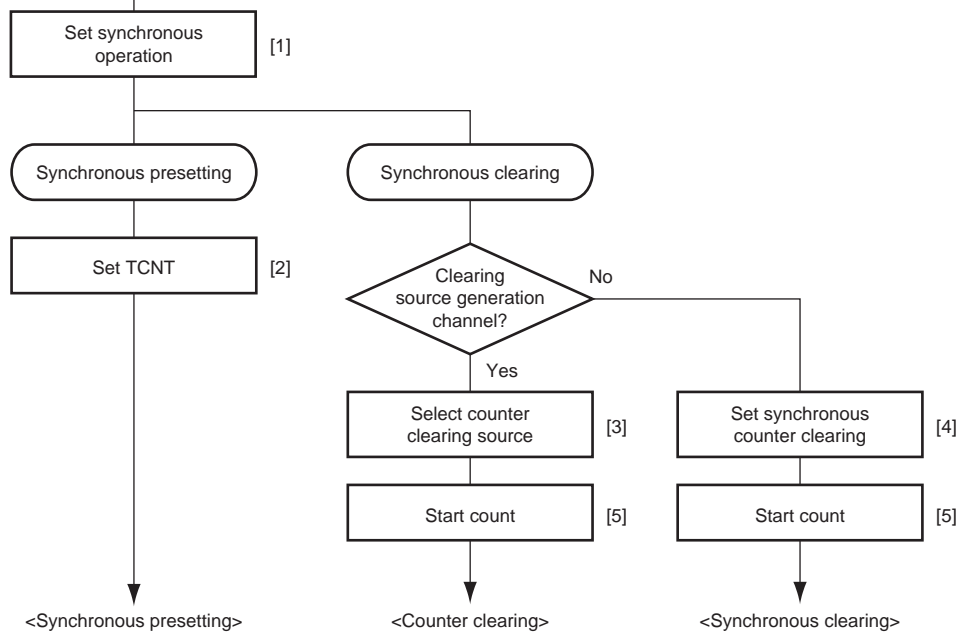 Set synchronous
operation
[1]
Synchronous presetting
Synchronous clearing
Set TCNT
[2]
Clearing
source generation
channel?
No
Yes
Select counter
clearing source
[3]
Set synchronous
counter clearing
[4]
Start count
[5]
Start count
[5]
<Synchronous presetting>
<Counter clearing>
<Synchronous clearing>